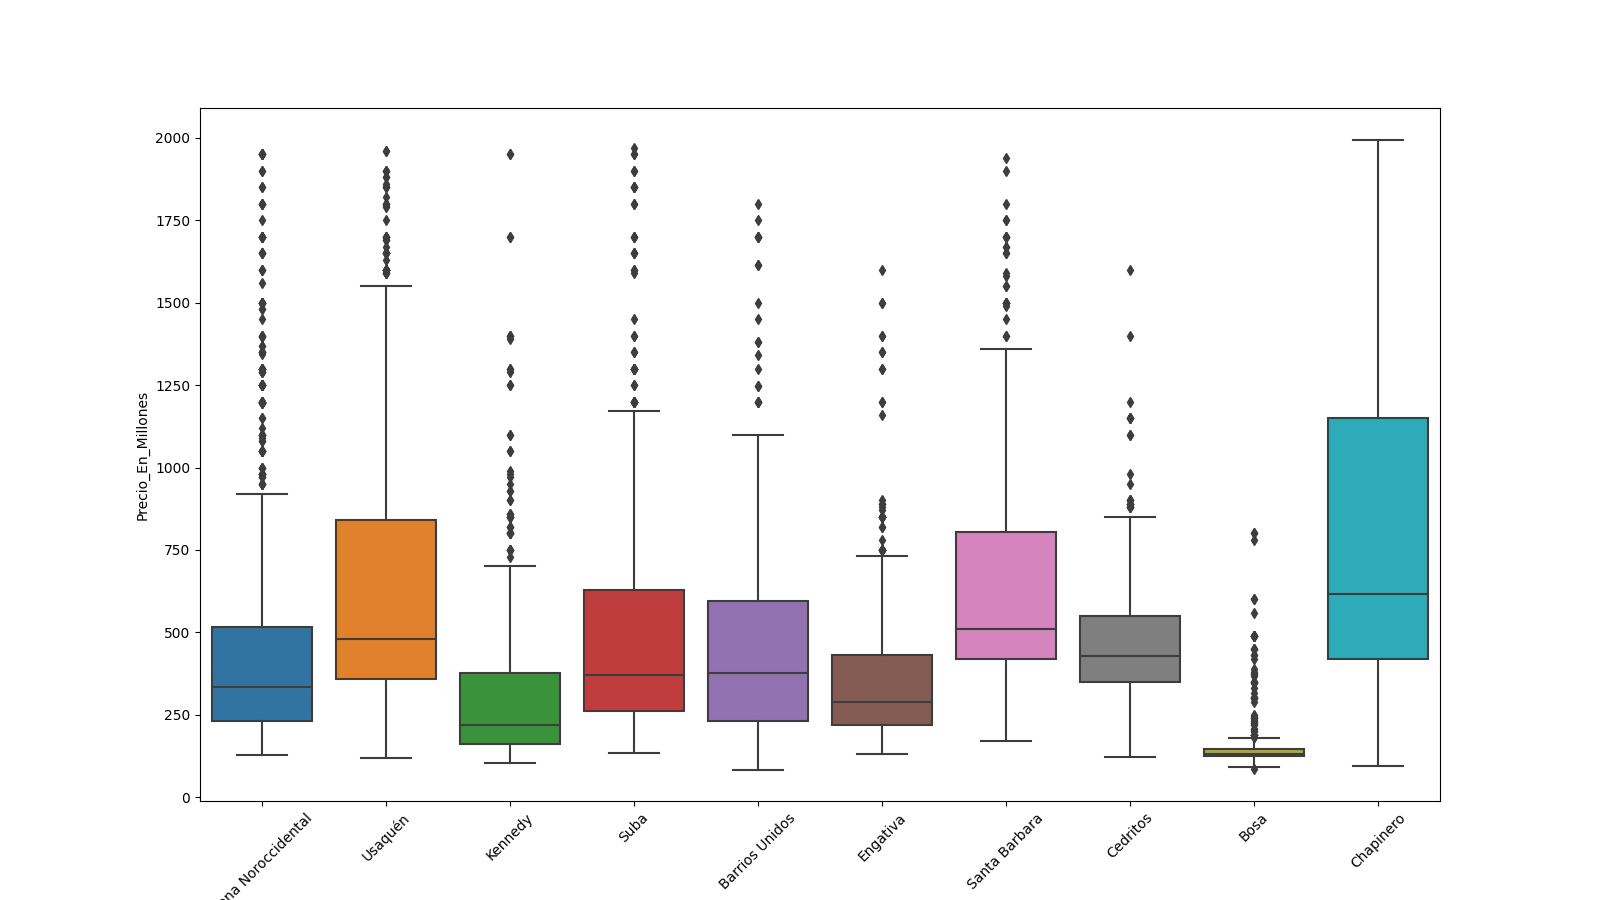 2000
1750
1500
1250
1000
750
500
250
0
Precio_En_Millones
Noroccidental
Usaquén
Kennedy
Suba
Barrios Unidos
Engativa
Santa Barbara
Cedritos
Bosa
Chapinero